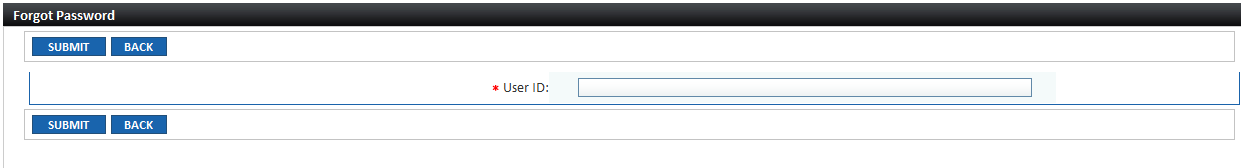 Forgot Password
SUBMIT BACK
* User ID:
SUBMIT BACK